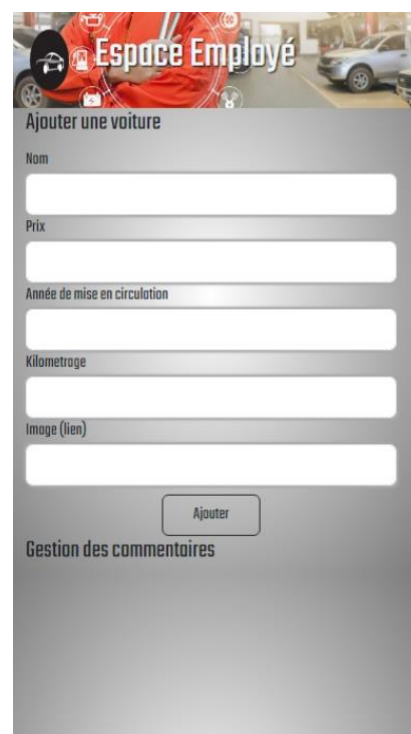 Espace Employé
Ajouter une voiture
Nom
Prix
Année de mise en circulation
Kilometrage
Image (lien)
Ajouter
Gestion des commentaires